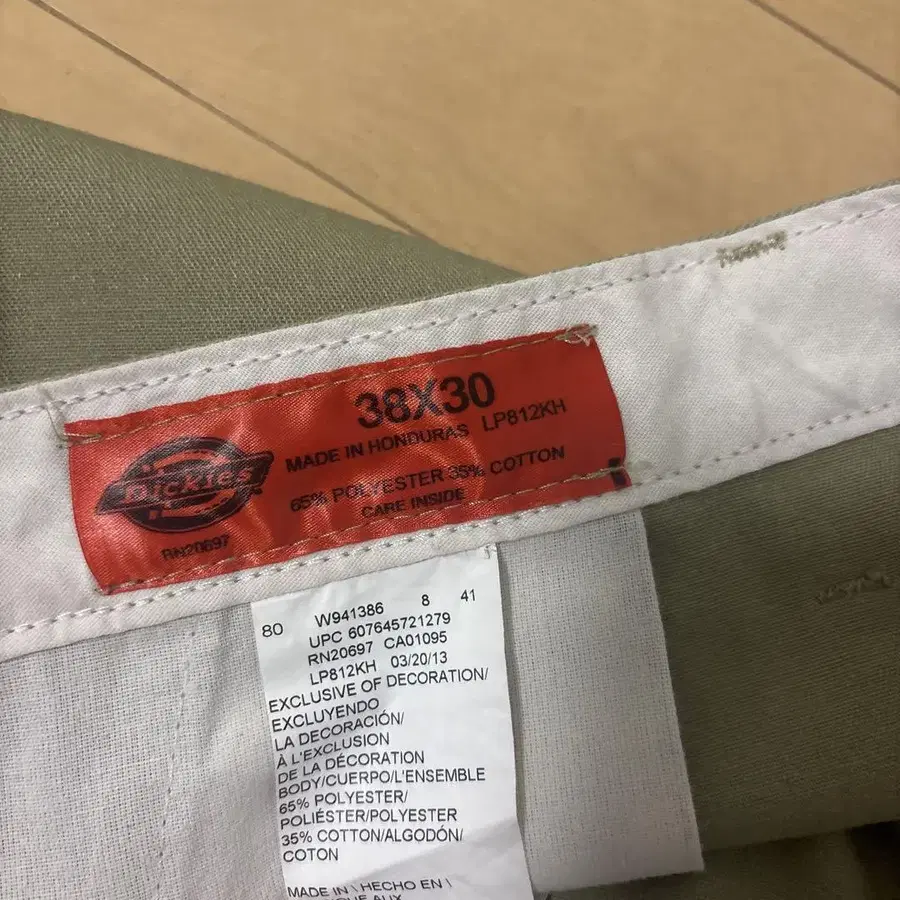 38X30
MADE IN HONDURAS LP812KH
65% POLYESTER 35% COTTON
CARE INSIDE
Dickies
RN20697
80 W941386 8 41
UPC 607645721279
RN20697 CA01095
LP812KH 03/20/13
EXCLUSIVE OF DECORATION/
EXCLUYENDO
LA DECORACIÓN/
À L'EXCLUSION
DE LA DÉCORATION
BODY/CUERPO/L'ENSEMBLE
65% POLYESTER/
POLIÉSTER/POLYESTER
35% COTTON/ALGODÓN/
COTON
MADE IN \ HECHO EN \
AUX